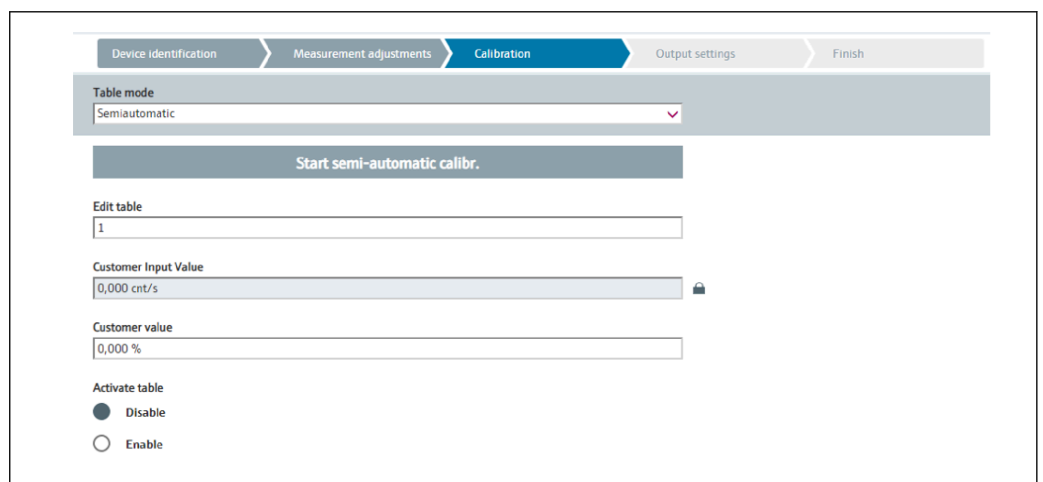 Device identification Measurement adjustments Calibration Output settings Finish
Table mode
Semiautomatic
Start semi-automatic calibr.
Edit table
1
Customer Input Value
0,000 cnt/s
Customer value
0,000 %
Activate table
Disable
Enable